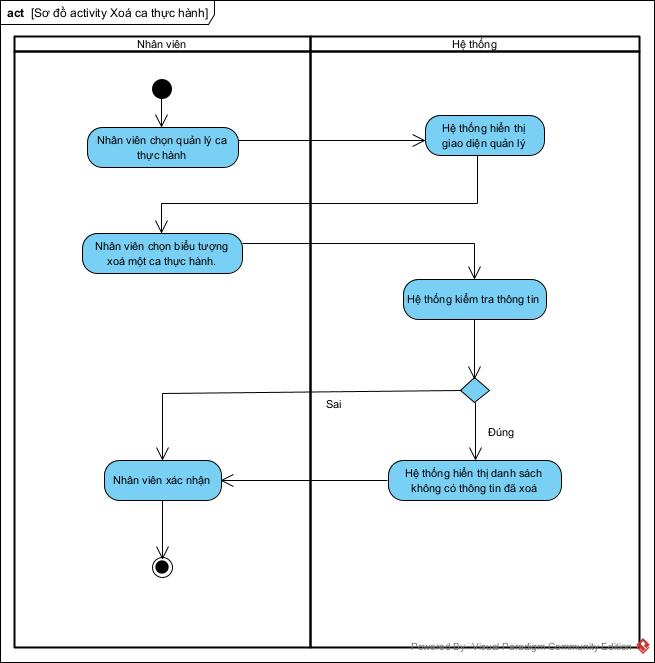 act [Sơ đồ activity Xoá ca thực hành]
Nhân viên
Hệ thống
Nhân viên chọn quản lý ca
thực hành
Hệ thống hiển thị
giao diện quản lý
Nhân viên chọn biểu tượng
xoá một ca thực hành.
Hệ thống kiểm tra thông tin
Sai
Đúng
Nhân viên xác nhận
Hệ thống hiển thị danh sách
không có thông tin đã xoá
Powered By: Visual Paradigm Community Edition